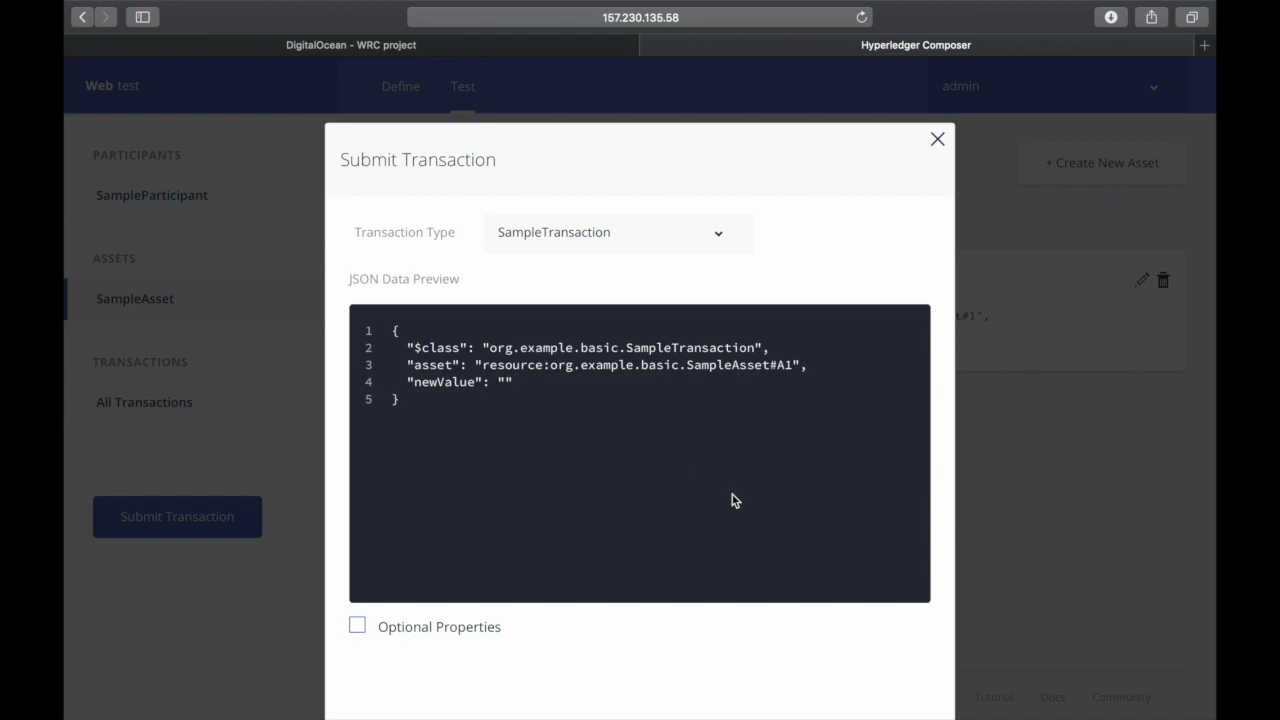 157.230.135.58
DigitalOcean - WRC project
Hyperledger Composer
Web test
Define
Test
admin
PARTICIPANTS
SampleParticipant
ASSETS
SampleAsset
TRANSACTIONS
All Transactions
Submit Transaction
+ Create New Asset
t#1",
Submit Transaction
Transaction Type
SampleTransaction
JSON Data Preview
1 {
2 "$class": "org.example.basic.SampleTransaction",
3 "asset": "resource:org.example.basic.SampleAsset#A1",
4 "newValue": ""
5 }
Optional Properties
Tutorial
Docs
Community